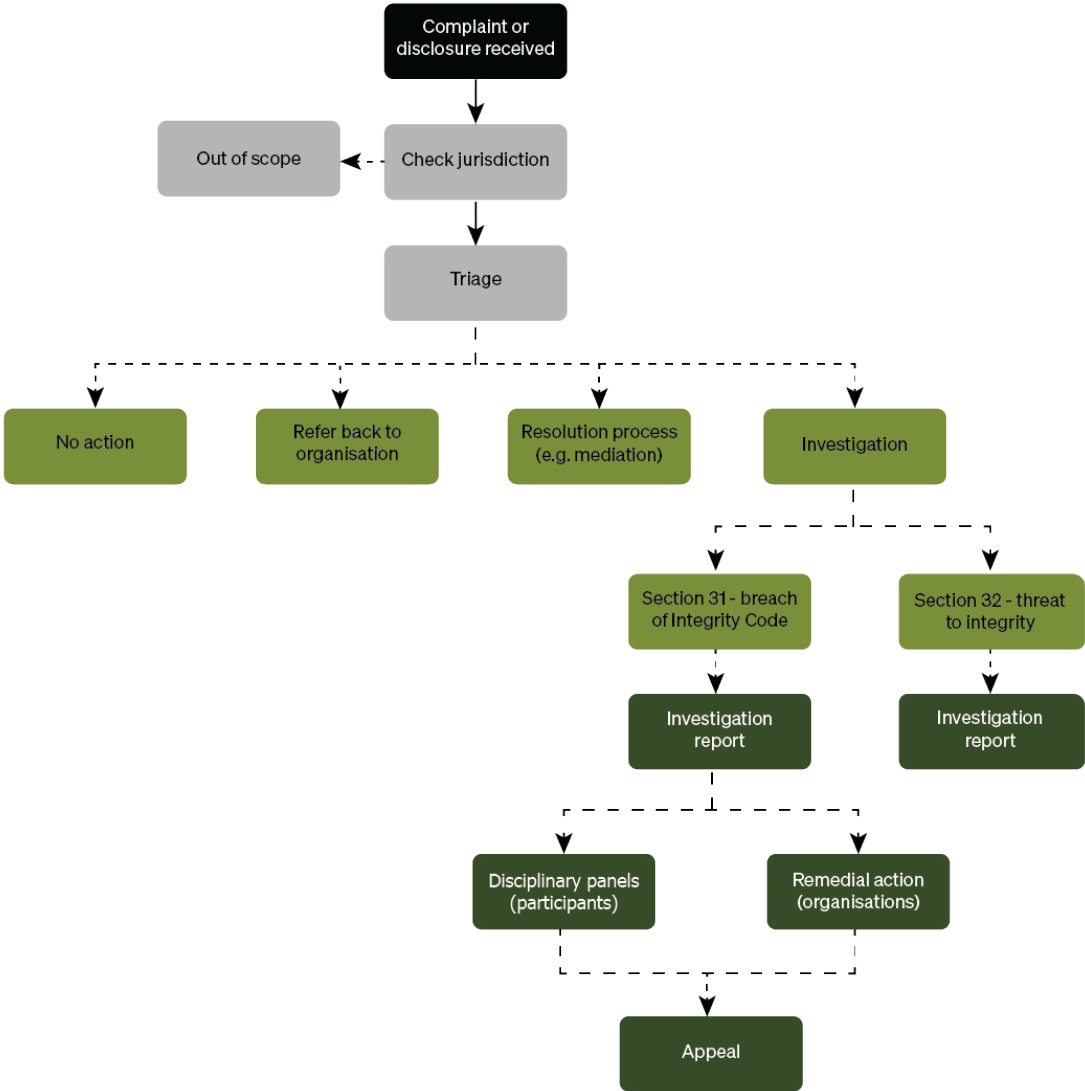 Complaint or
disclosure received
Out of scope
Check jurisdiction
Triage
No action
Refer back to
organisation
Resolution process
(e.g. mediation)
Investigation
Section 31 - breach
of Integrity Code
Section 32 - threat
to integrity
Investigation
report
Investigation
report
Disciplinary panels
(participants)
Remedial action
(organisations)
Appeal